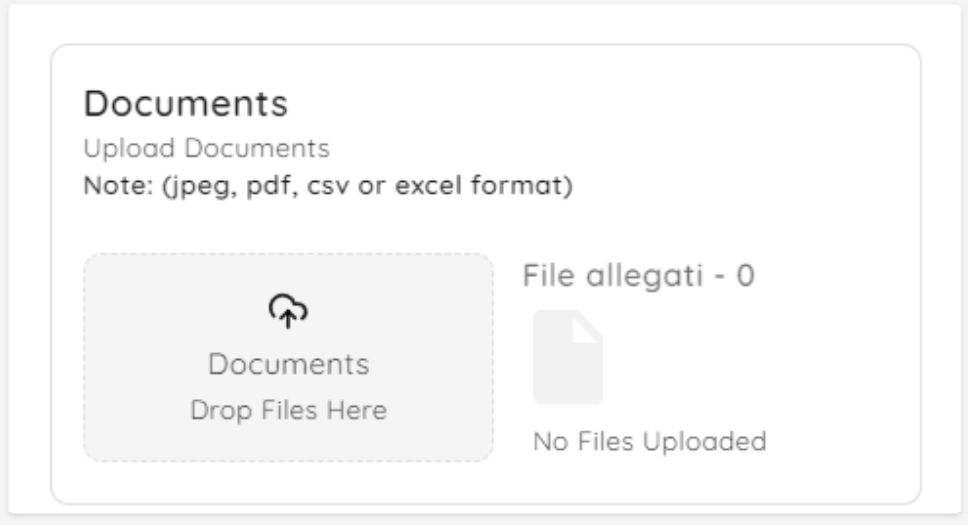 Documents
Upload Documents
Note: (jpeg, pdf, csv or excel format)
Documents
Drop Files Here
File allegati - 0
No Files Uploaded